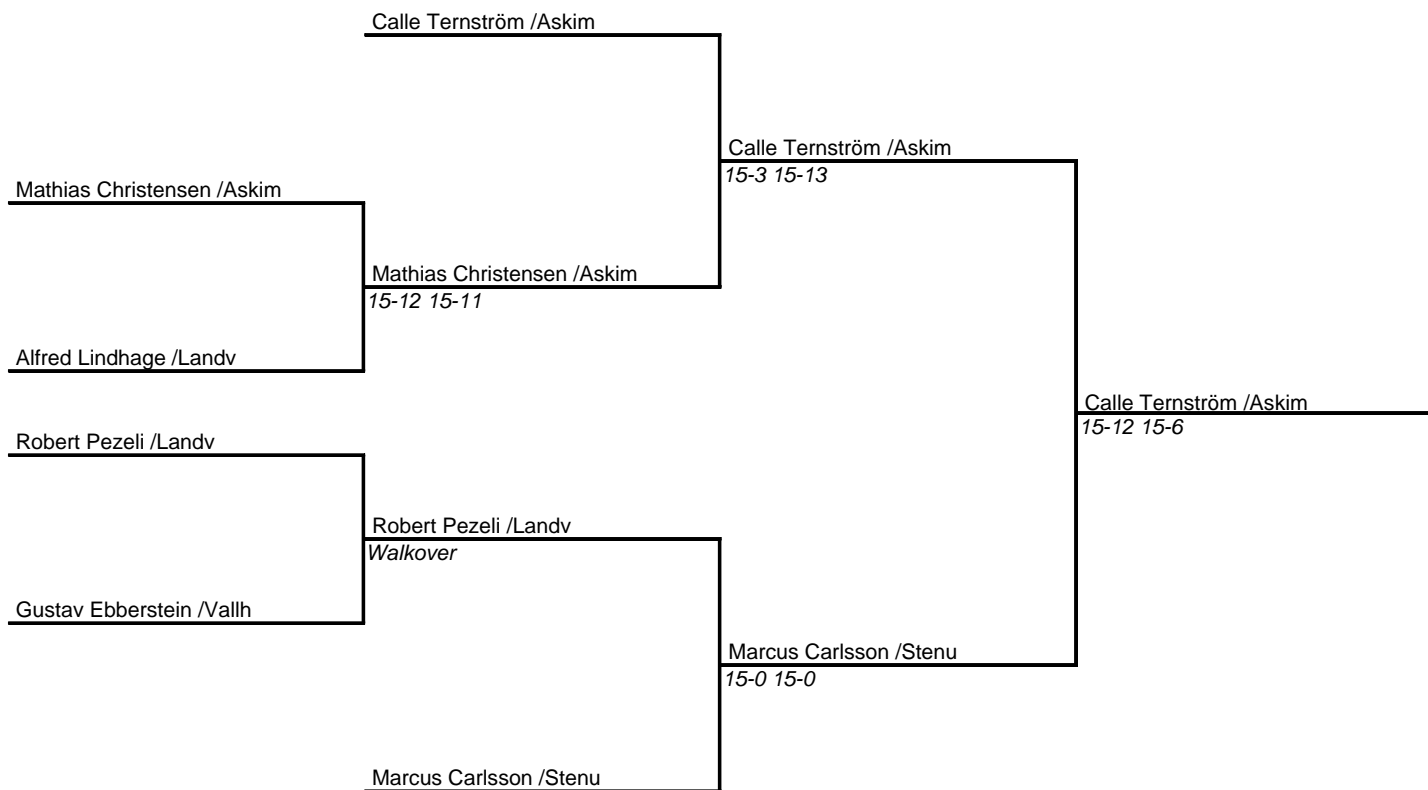 Calle Ternström /Askim
Calle Ternström /Askim
15-3 15-13
Mathias Christensen /Askim
Mathias Christensen /Askim
15-12 15-11
Alfred Lindhage /Landv
Calle Ternström /Askim
15-12 15-6
Robert Pezeli /Landv
Robert Pezeli /Landv
Walkover
Gustav Ebberstein /Vallh
Marcus Carlsson /Stenu
15-0 15-0
Marcus Carlsson /Stenu